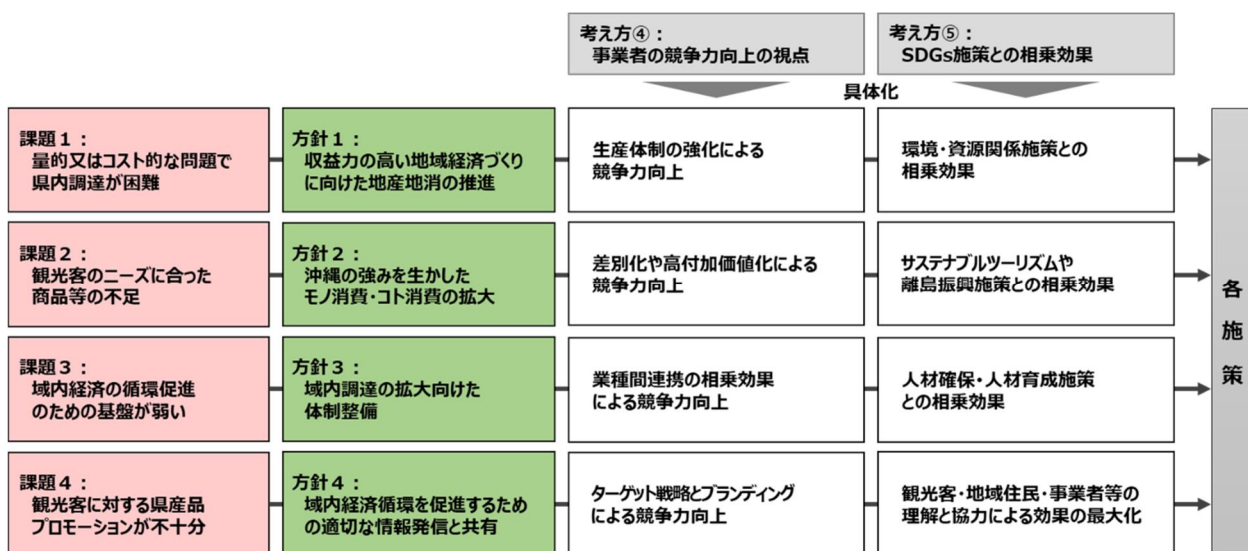 考え方④：
事業者の競争力向上の視点
考え方⑤：
SDGs施策との相乗効果
具体化
課題１：
量的又はコスト的な問題で
県内調達が困難
方針１：
収益力の高い地域経済づくり
に向けた地産地消の推進
生産体制の強化による
競争力向上
環境・資源関係施策との
相乗効果
課題２：
観光客のニーズに合った
商品等の不足
方針２：
沖縄の強みを生かした
モノ消費・コト消費の拡大
差別化や高付加価値化による
競争力向上
サステナブルツーリズムや
離島振興施策との相乗効果
課題３：
域内経済の循環促進
のための基盤が弱い
方針３：
域内調達の拡大向けた
体制整備
業種間連携の相乗効果
による競争力向上
人材確保・人材育成施策
との相乗効果
課題４：
観光客に対する県産品
プロモーションが不十分
方針４：
域内経済循環を促進するため
の適切な情報発信と共有
ターゲット戦略とブランディング
による競争力向上
観光客・地域住民・事業者等の
理解と協力による効果の最大化
各施策